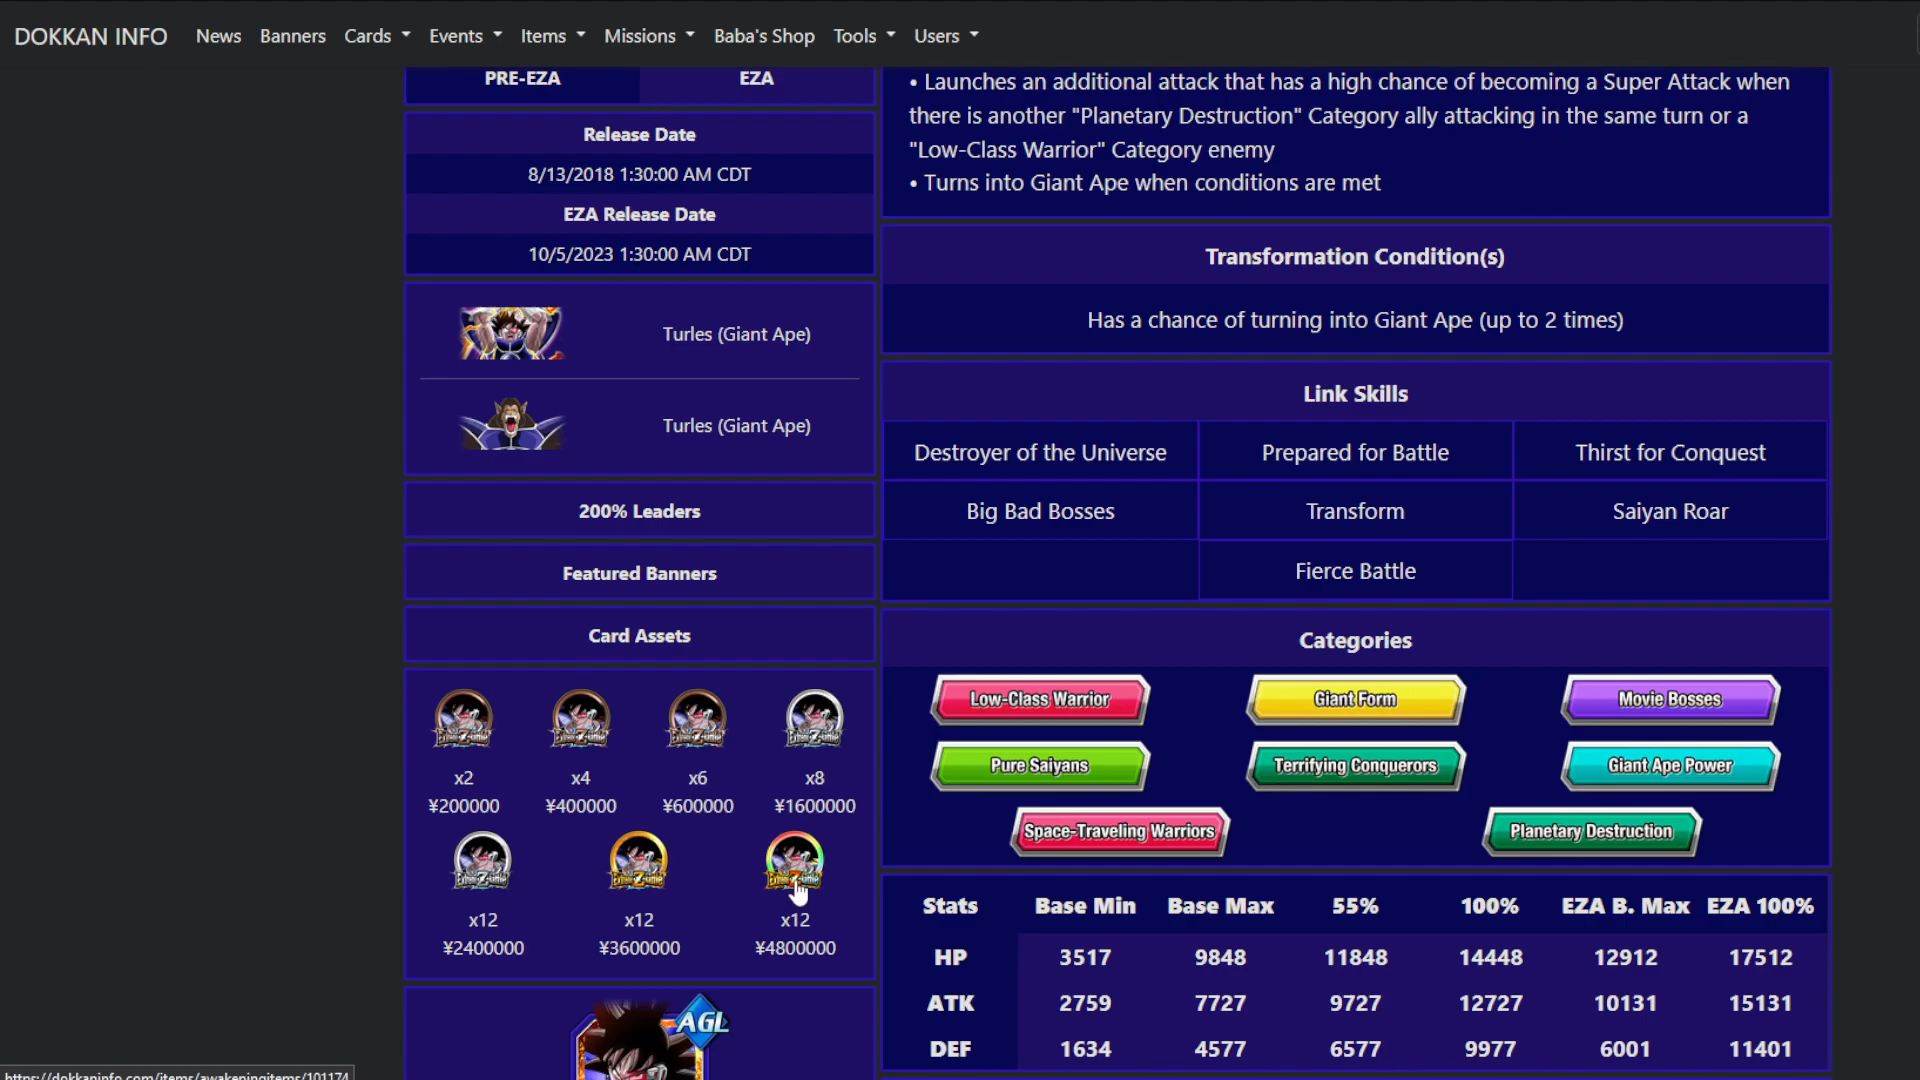 DOKKAN INFO News Banners Cards Events Items Missions Baba's Shop Tools Users
PRE-EZA EZA
Release Date
8/13/2018 1:30:00 AM CDT
EZA Release Date
10/5/2023 1:30:00 AM CDT
Turles (Giant Ape)
Turles (Giant Ape)
200% Leaders
Featured Banners
Card Assets
x2 x4 x6 x8
¥200000 ¥400000 ¥600000 ¥1600000
x12 x12 x12
¥2400000 ¥3600000 ¥4800000
AGL
• Launches an additional attack that has a high chance of becoming a Super Attack when
there is another "Planetary Destruction" Category ally attacking in the same turn or a
"Low-Class Warrior" Category enemy
• Turns into Giant Ape when conditions are met
Transformation Condition(s)
Has a chance of turning into Giant Ape (up to 2 times)
Link Skills
Destroyer of the Universe Prepared for Battle Thirst for Conquest
Big Bad Bosses Transform Saiyan Roar
Fierce Battle
Categories
Low-Class Warrior Giant Form Movie Bosses
Pure Saiyans Terrifying Conquerors Giant Ape Power
Space-Traveling Warriors Planetary Destruction
Stats Base Min Base Max 55% 100% EZA B. Max EZA 100%
HP 3517 9848 11848 14448 12912 17512
ATK 2759 7727 9727 12727 10131 15131
DEF 1634 4577 6577 9977 6001 11401
https://dokkaninfo.com/items/awakeningitems/101174